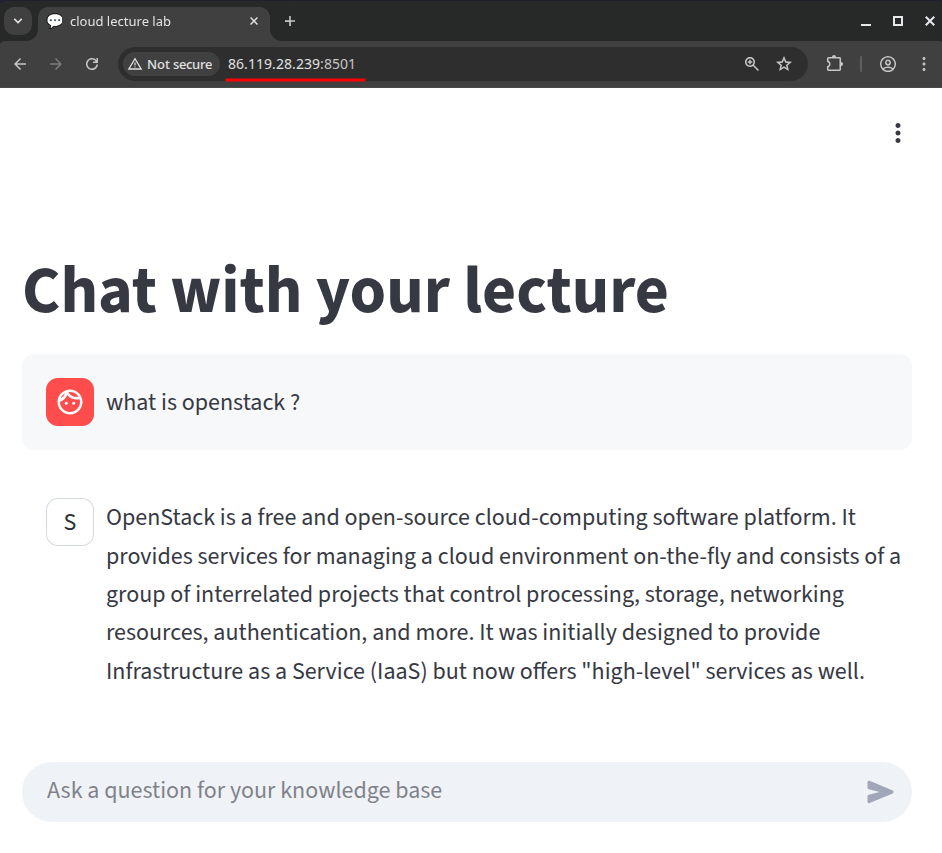 cloud lecture lab
Not secure
86.119.28.239:8501
Chat with your lecture
what is openstack ?
S
OpenStack is a free and open-source cloud-computing software platform. It
provides services for managing a cloud environment on-the-fly and consists of a
group of interrelated projects that control processing, storage, networking
resources, authentication, and more. It was initially designed to provide
Infrastructure as a Service (IaaS) but now offers "high-level" services as well.
Ask a question for your knowledge base